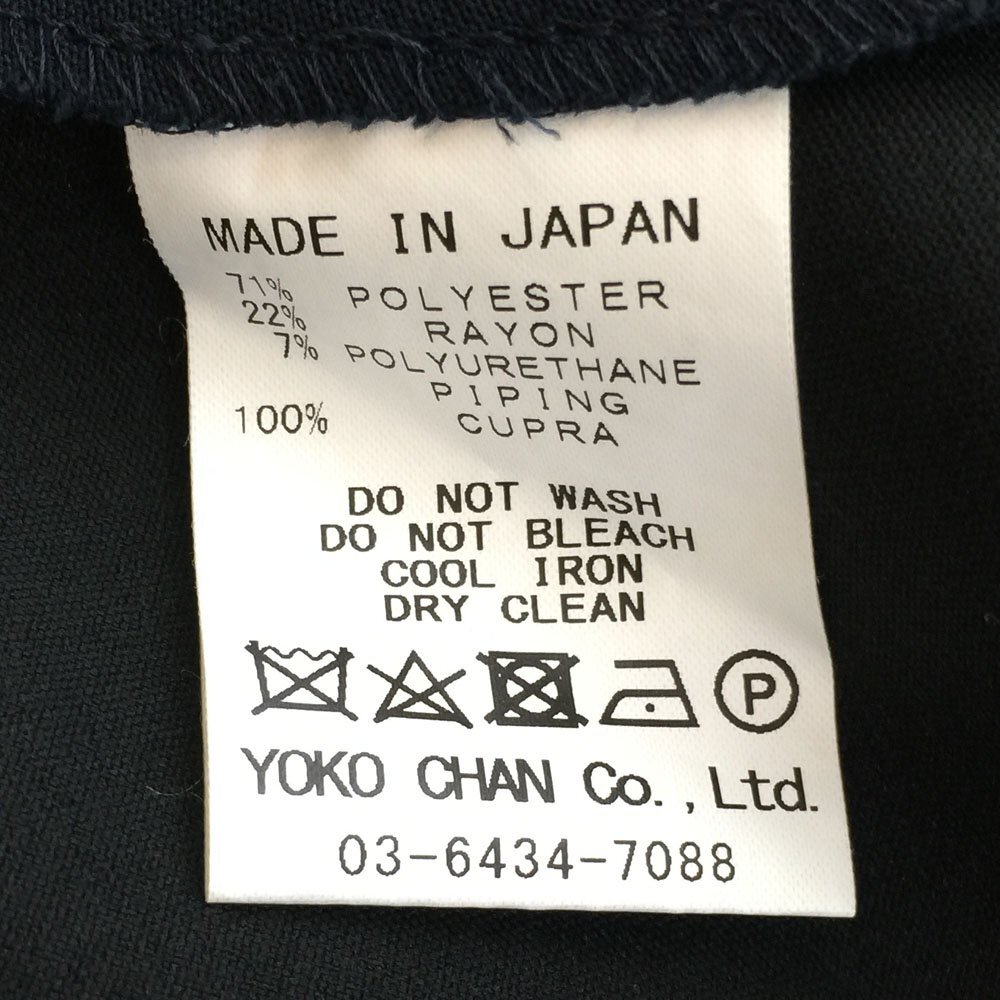 MADE IN JAPAN
71% POLYESTER
22% RAYON
7% POLYURETHANE
PIPING
100% CUPRA
DO NOT WASH
DO NOT BLEACH
COOL IRON
DRY CLEAN
P
YOKO CHAN Co., Ltd.
03-6434-7088